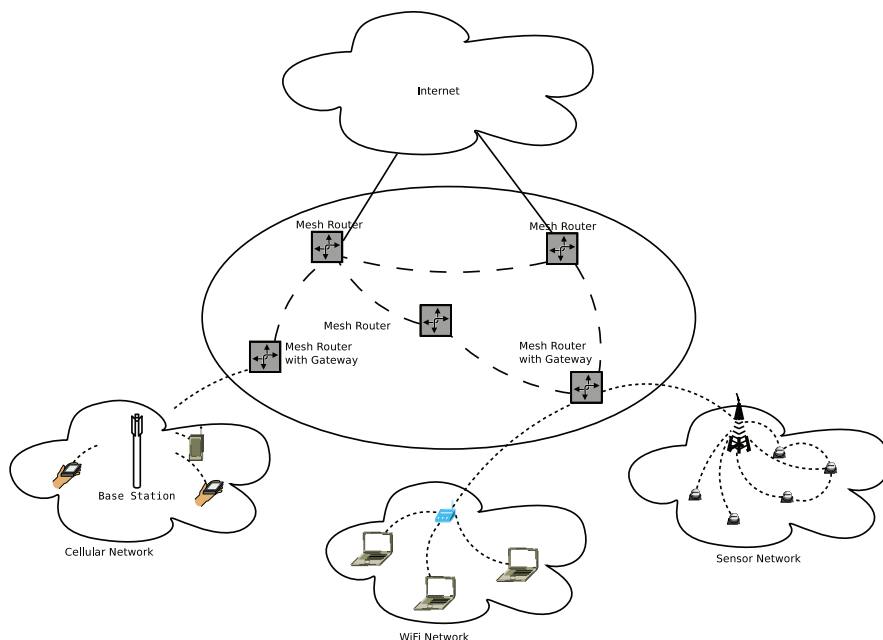 Internet
Mesh Router
Mesh Router
Mesh Router
Mesh Router
with Gateway
Mesh Router
with Gateway
Base Station
Cellular Network
WiFi Network
Sensor Network